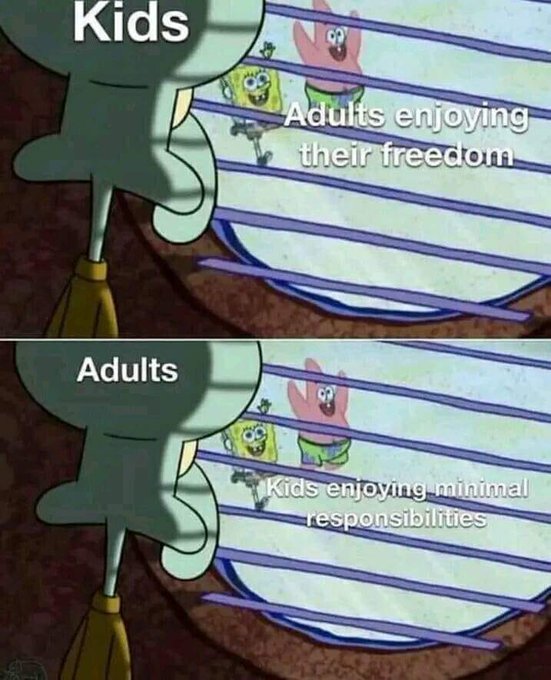 Kids
Adults enjoying
their freedom
Adults
Kids enjoying minimal
responsibilities